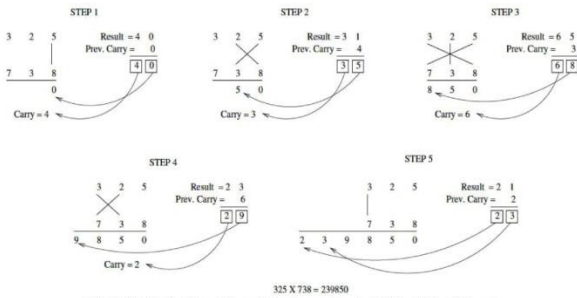 STEP 1
3 2 5
Result = 4 0
Prev. Carry = 0
4 0
7 3 8
0
Carry = 4
STEP 2
3 2 5
Result = 3 1
Prev. Carry = 4
3 5
7 3 8
5 0
Carry = 3
STEP 3
3 2 5
Result = 6 5
Prev. Carry = 3
6 8
7 3 8
8 5 0
Carry = 6
STEP 4
3 2 5
Result = 2 3
Prev. Carry = 6
2 9
7 3 8
9 8 5 0
Carry = 2
STEP 5
3 2 5
Result = 2 1
Prev. Carry = 2
2 3
7 3 8
2 3 9 8 5 0
325 X 738 = 239850